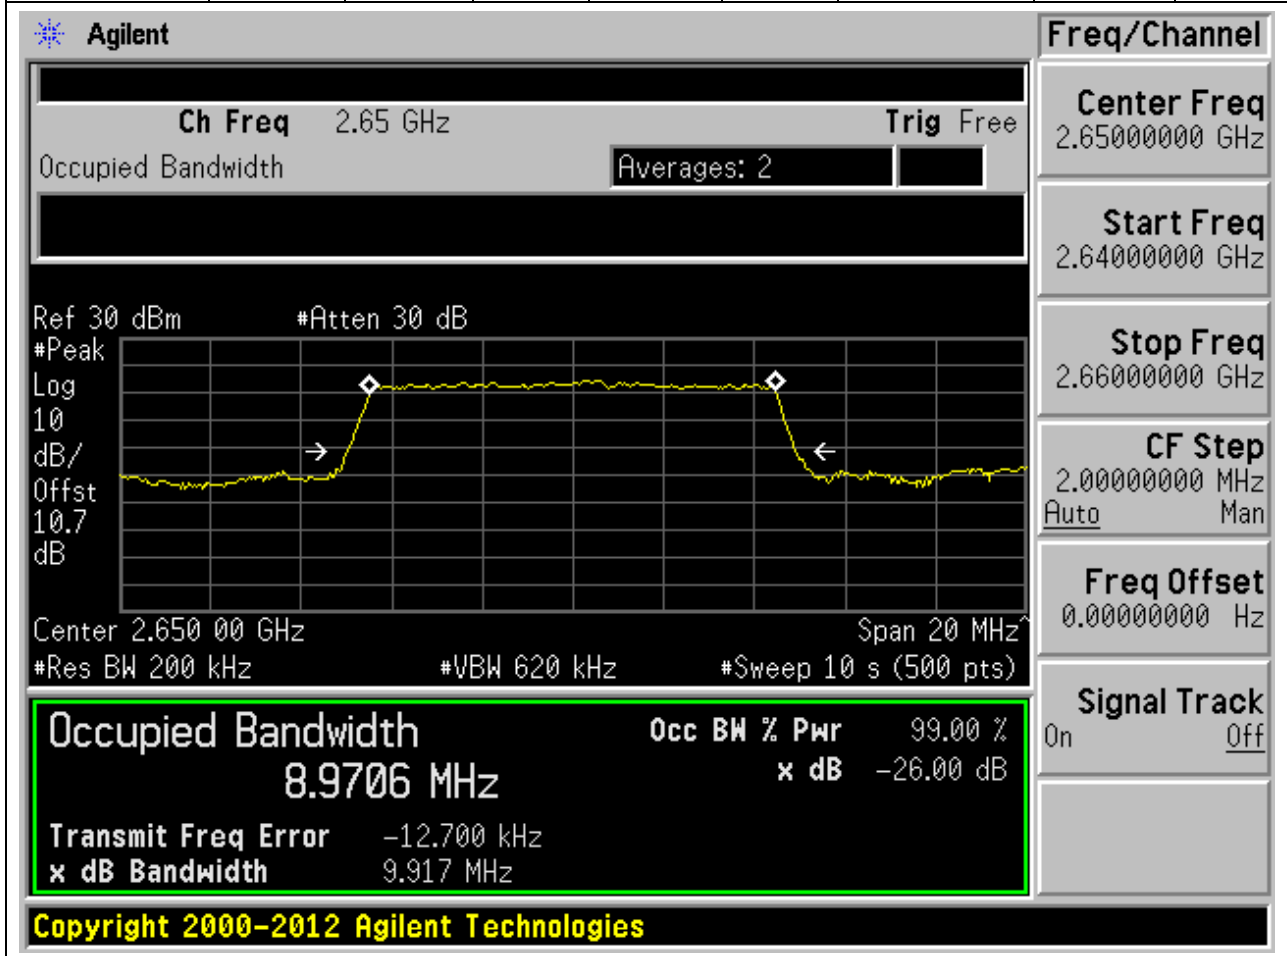 Agilent
Freq/Channel
Ch Freq 2.65 GHz Trig Free
Occupied Bandwidth Averages: 2
Center Freq
2.65000000 GHz
Start Freq
2.64000000 GHz
Stop Freq
2.66000000 GHz
CF Step
2.00000000 MHz
Auto Man
Freq Offset
0.00000000 Hz
Signal Track
On Off
Ref 30 dBm #Atten 30 dB
#Peak
Log
10
dB/
Offst
10.7
dB
Center 2.650 00 GHz Span 20 MHz^
#Res BW 200 kHz #VBW 620 kHz #Sweep 10 s (500 pts)
Occupied Bandwidth Occ BW % Pwr 99.00 %
8.9706 MHz x dB -26.00 dB
Transmit Freq Error -12.700 kHz
x dB Bandwidth 9.917 MHz
Copyright 2000-2012 Agilent Technologies